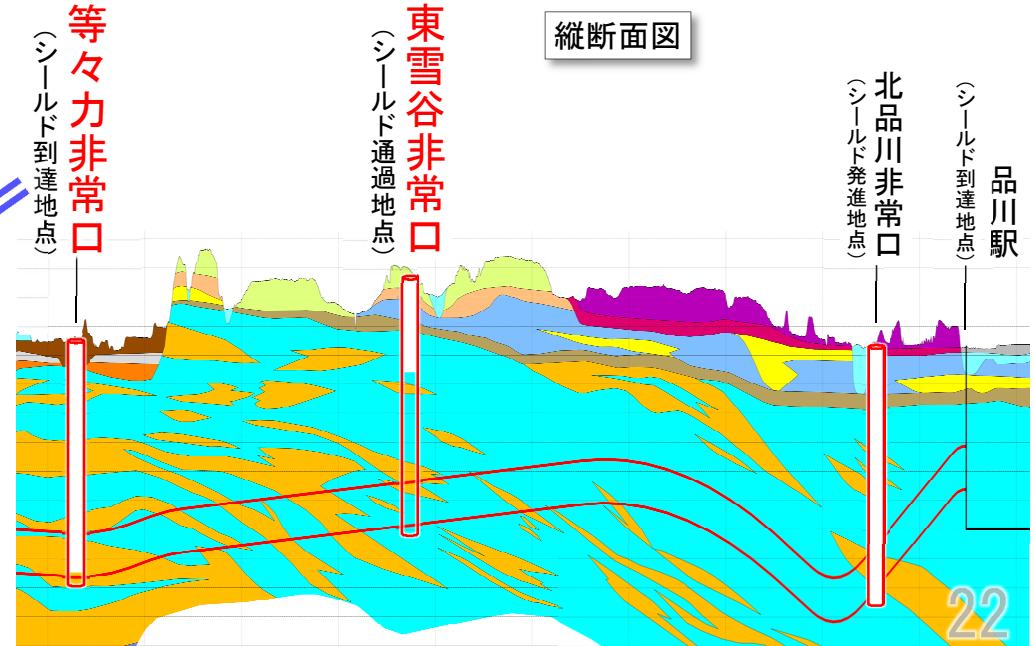 縦断面図
等々力非常口
（シールド到達地点）
東雪谷非常口
（シールド通過地点）
北品川非常口
（シールド発進地点）
品川駅
（シールド到達地点）
22